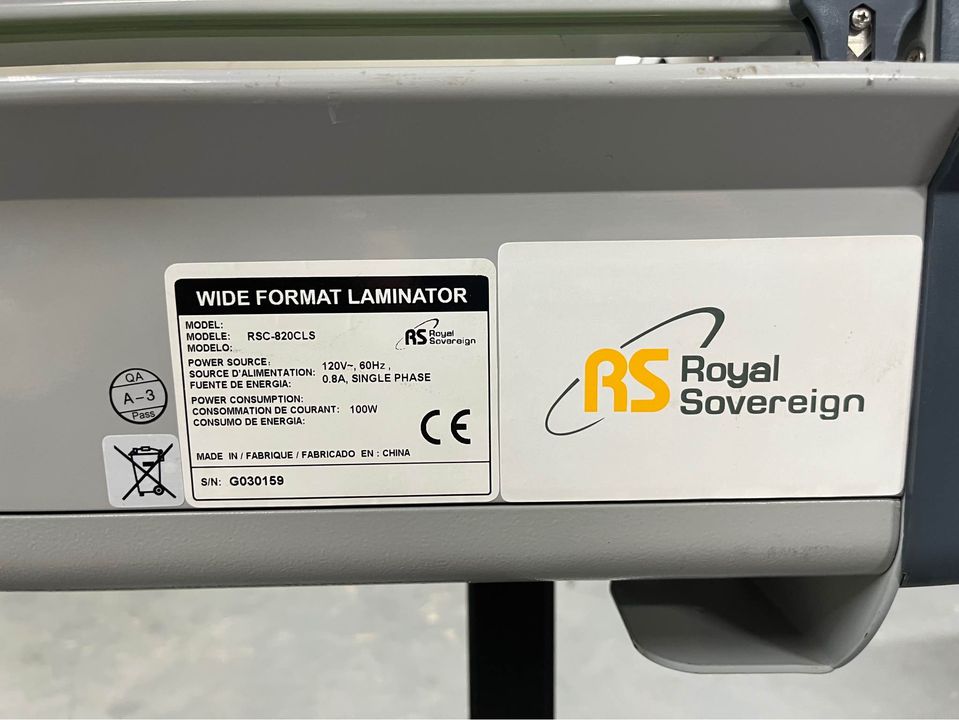 WIDE FORMAT LAMINATOR
MODEL:
MODELE: RSC-820CLS
MODELO:
RS Royal
Sovereign
POWER SOURCE:
SOURCE D'ALIMENTATION: 120V~, 60Hz ,
FUENTE DE ENERGIA: 0.8A, SINGLE PHASE
POWER CONSUMPTION:
CONSOMMATION DE COURANT: 100W
CONSUMO DE ENERGIA:
CE
MADE IN / FABRIQUE / FABRICADO EN : CHINA
S/N: G030159
QA
A-3
Pass
RS Royal
Sovereign